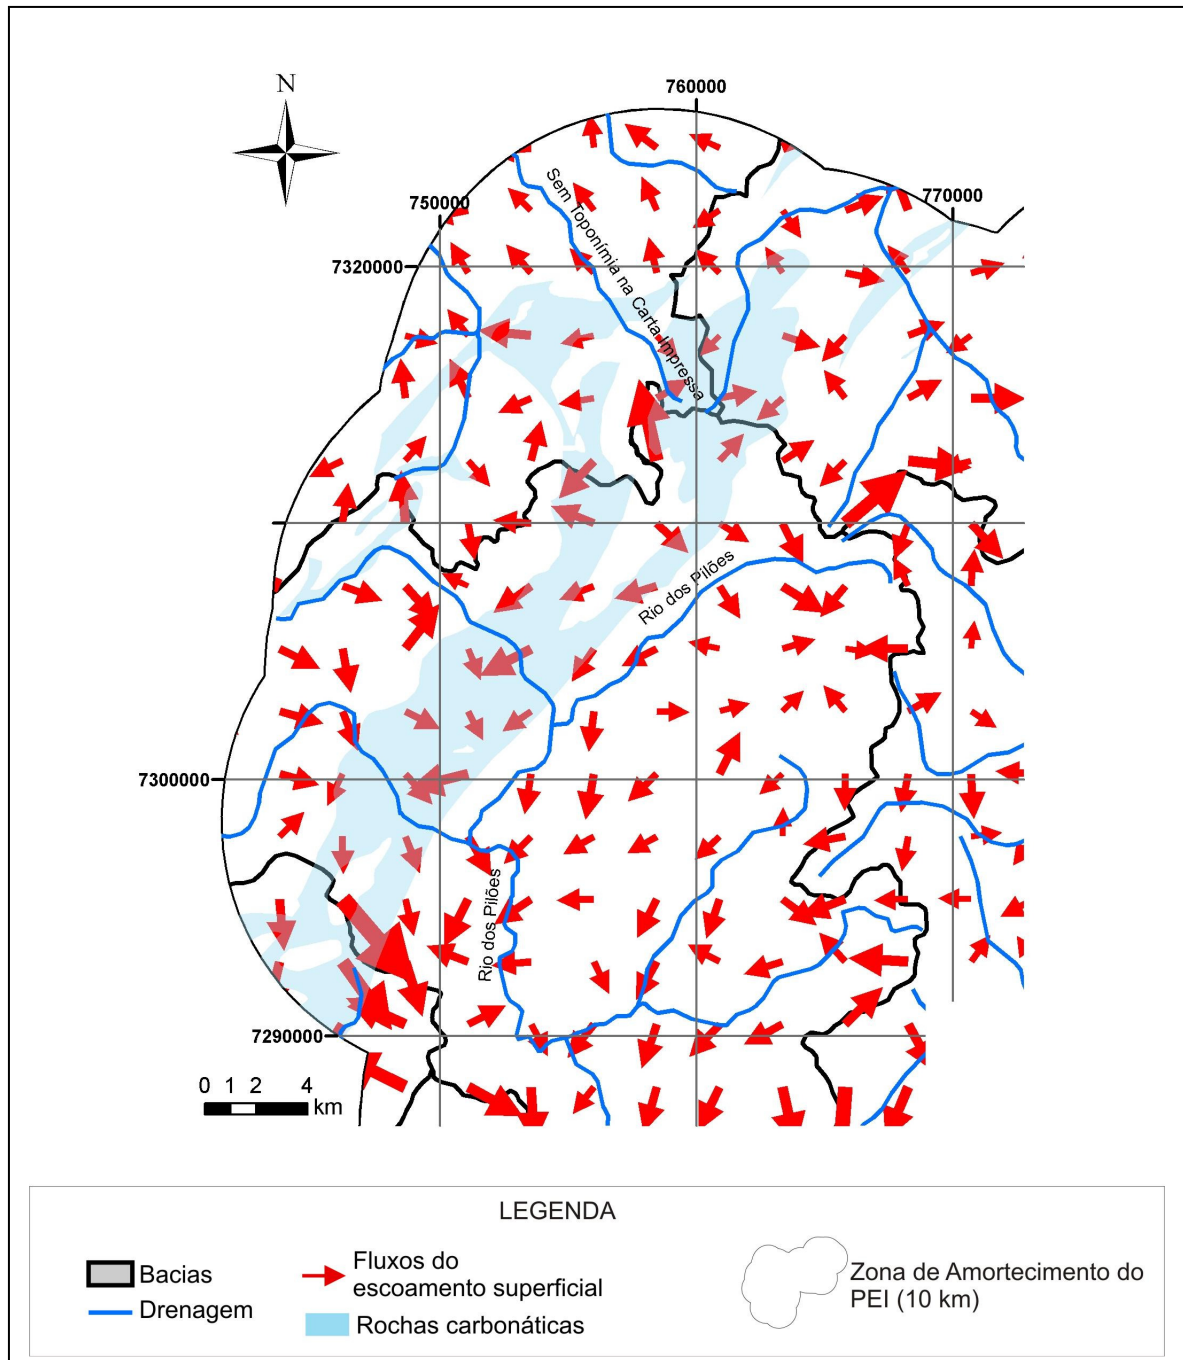 N
760000
750000
770000
7320000
Sem Toponímia na Carta Impressa
Rio dos Pilões
7300000
Rio dos Pilões
7290000
0 1 2 4
km
LEGENDA
Bacias
Drenagem
Fluxos do
escoamento superficial
Rochas carbonáticas
Zona de Amortecimento do
PEI (10 km)